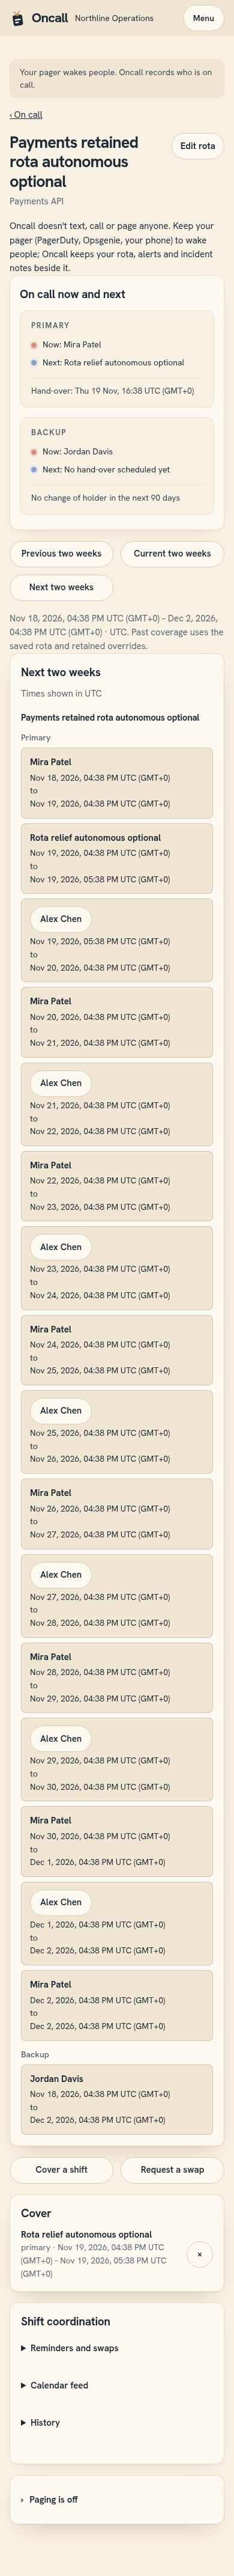 Oncall Northline Operations Menu
Your pager wakes people. Oncall records who is on
call.
‹ On call
Payments retained
rota autonomous
optional
Edit rota
Payments API
Oncall doesn't text, call or page anyone. Keep your
pager (PagerDuty, Opsgenie, your phone) to wake
people; Oncall keeps your rota, alerts and incident
notes beside it.
On call now and next
PRIMARY
Now: Mira Patel
Next: Rota relief autonomous optional
Hand-over: Thu 19 Nov, 16:38 UTC (GMT+0)
BACKUP
Now: Jordan Davis
Next: No hand-over scheduled yet
No change of holder in the next 90 days
Previous two weeks
Current two weeks
Next two weeks
Nov 18, 2026, 04:38 PM UTC (GMT+0) – Dec 2, 2026,
04:38 PM UTC (GMT+0) · UTC. Past coverage uses the
saved rota and retained overrides.
Next two weeks
Times shown in UTC
Payments retained rota autonomous optional
Primary
Mira Patel
Nov 18, 2026, 04:38 PM UTC (GMT+0)
to
Nov 19, 2026, 04:38 PM UTC (GMT+0)
Rota relief autonomous optional
Nov 19, 2026, 04:38 PM UTC (GMT+0)
to
Nov 19, 2026, 05:38 PM UTC (GMT+0)
Alex Chen
Nov 19, 2026, 05:38 PM UTC (GMT+0)
to
Nov 20, 2026, 04:38 PM UTC (GMT+0)
Mira Patel
Nov 20, 2026, 04:38 PM UTC (GMT+0)
to
Nov 21, 2026, 04:38 PM UTC (GMT+0)
Alex Chen
Nov 21, 2026, 04:38 PM UTC (GMT+0)
to
Nov 22, 2026, 04:38 PM UTC (GMT+0)
Mira Patel
Nov 22, 2026, 04:38 PM UTC (GMT+0)
to
Nov 23, 2026, 04:38 PM UTC (GMT+0)
Alex Chen
Nov 23, 2026, 04:38 PM UTC (GMT+0)
to
Nov 24, 2026, 04:38 PM UTC (GMT+0)
Mira Patel
Nov 24, 2026, 04:38 PM UTC (GMT+0)
to
Nov 25, 2026, 04:38 PM UTC (GMT+0)
Alex Chen
Nov 25, 2026, 04:38 PM UTC (GMT+0)
to
Nov 26, 2026, 04:38 PM UTC (GMT+0)
Mira Patel
Nov 26, 2026, 04:38 PM UTC (GMT+0)
to
Nov 27, 2026, 04:38 PM UTC (GMT+0)
Alex Chen
Nov 27, 2026, 04:38 PM UTC (GMT+0)
to
Nov 28, 2026, 04:38 PM UTC (GMT+0)
Mira Patel
Nov 28, 2026, 04:38 PM UTC (GMT+0)
to
Nov 29, 2026, 04:38 PM UTC (GMT+0)
Alex Chen
Nov 29, 2026, 04:38 PM UTC (GMT+0)
to
Nov 30, 2026, 04:38 PM UTC (GMT+0)
Mira Patel
Nov 30, 2026, 04:38 PM UTC (GMT+0)
to
Dec 1, 2026, 04:38 PM UTC (GMT+0)
Alex Chen
Dec 1, 2026, 04:38 PM UTC (GMT+0)
to
Dec 2, 2026, 04:38 PM UTC (GMT+0)
Mira Patel
Dec 2, 2026, 04:38 PM UTC (GMT+0)
to
Dec 2, 2026, 04:38 PM UTC (GMT+0)
Backup
Jordan Davis
Nov 18, 2026, 04:38 PM UTC (GMT+0)
to
Dec 2, 2026, 04:38 PM UTC (GMT+0)
Cover a shift
Request a swap
Cover
Rota relief autonomous optional
primary · Nov 19, 2026, 04:38 PM UTC
(GMT+0) – Nov 19, 2026, 05:38 PM UTC
(GMT+0)
×
Shift coordination
▶ Reminders and swaps
▶ Calendar feed
▶ History
› Paging is off